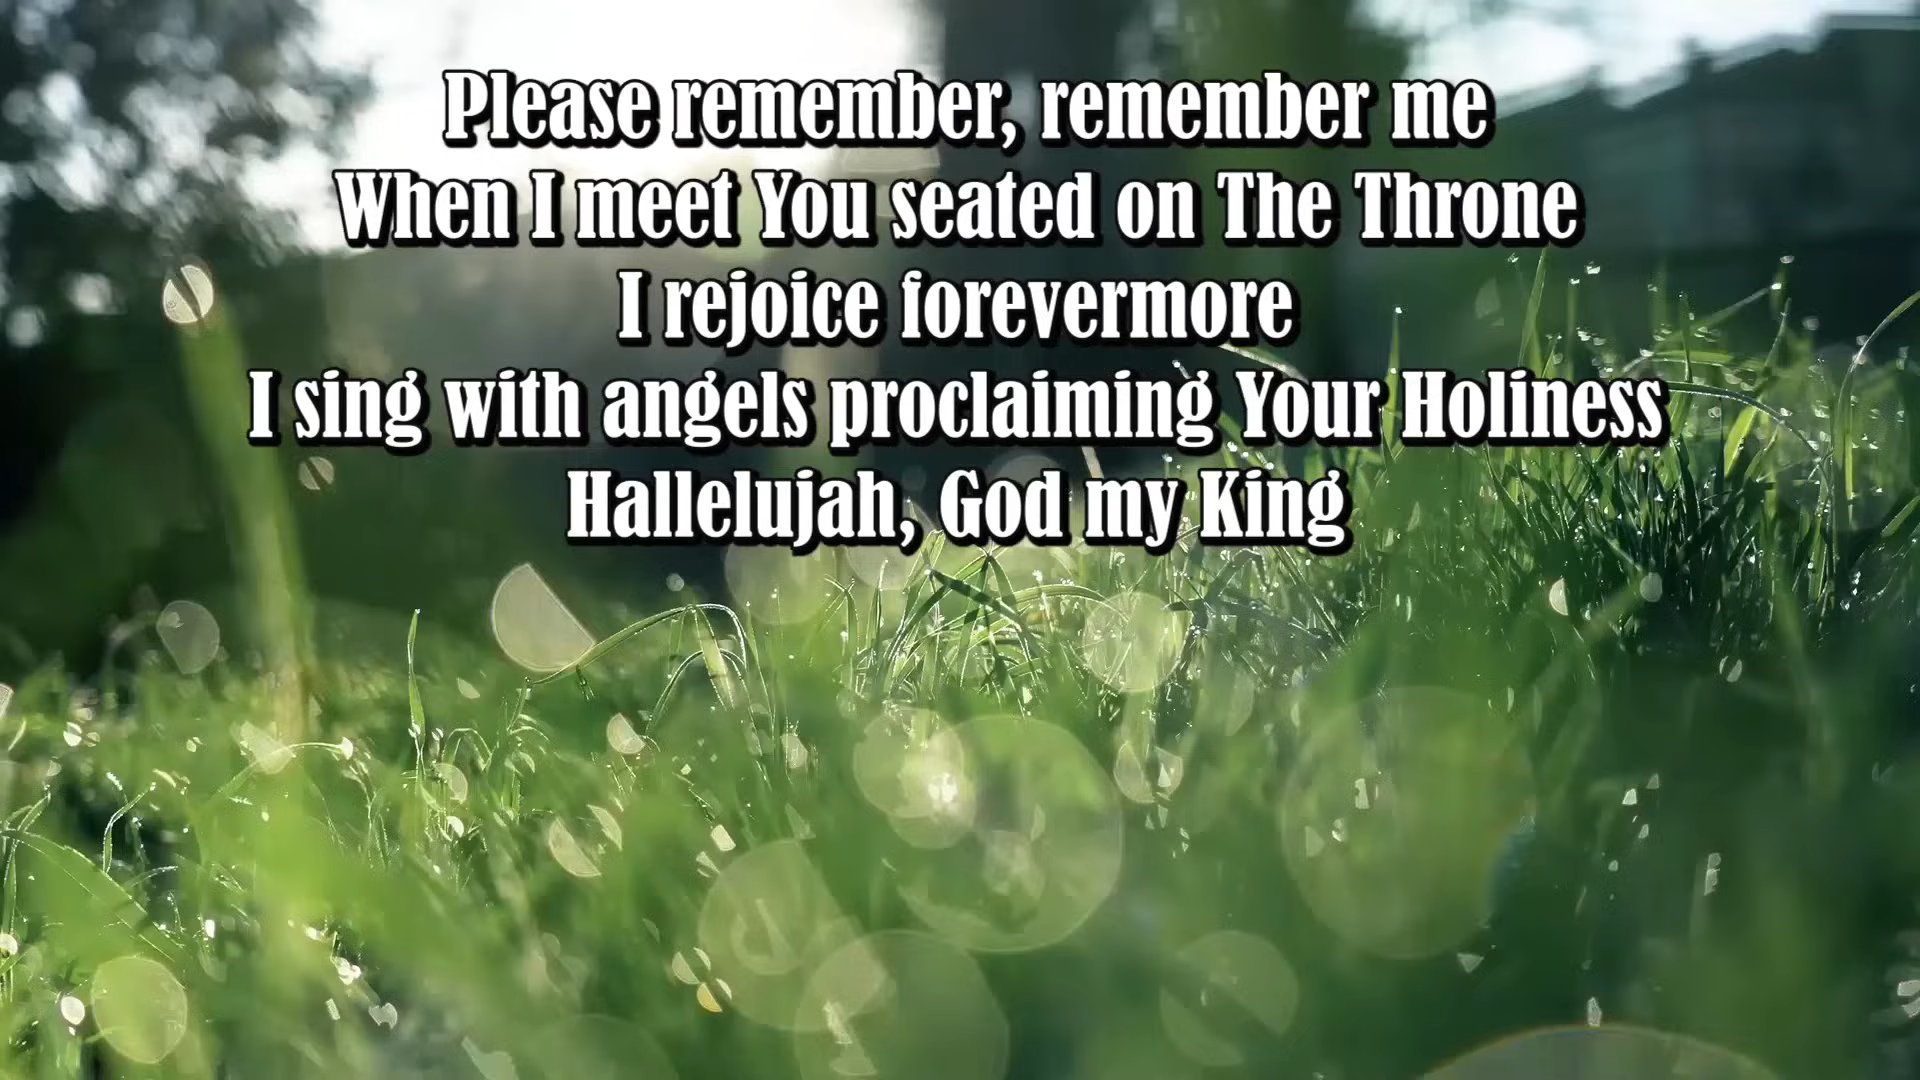 Please remember, remember me
When I meet You seated on The Throne
I rejoice forevermore
I sing with angels proclaiming Your Holiness
Hallelujah, God my King